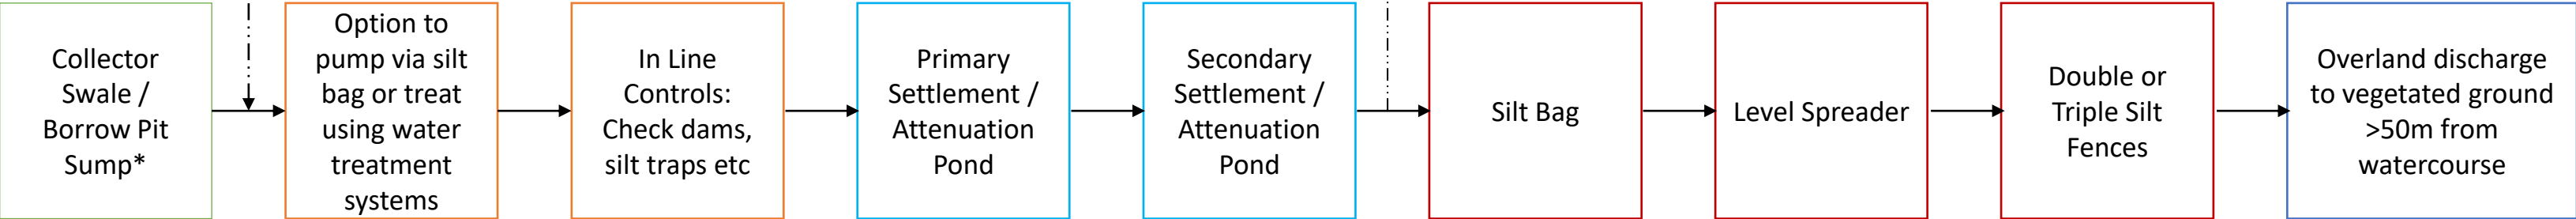 Collector
Swale /
Borrow Pit
Sump*
Option to
pump via silt
bag or treat
using water
treatment
systems
In Line
Controls:
Check dams,
silt traps etc
Primary
Settlement /
Attenuation
Pond
Secondary
Settlement /
Attenuation
Pond
Silt Bag
Level Spreader
Double or
Triple Silt
Fences
Overland discharge
to vegetated ground
>50m from
watercourse